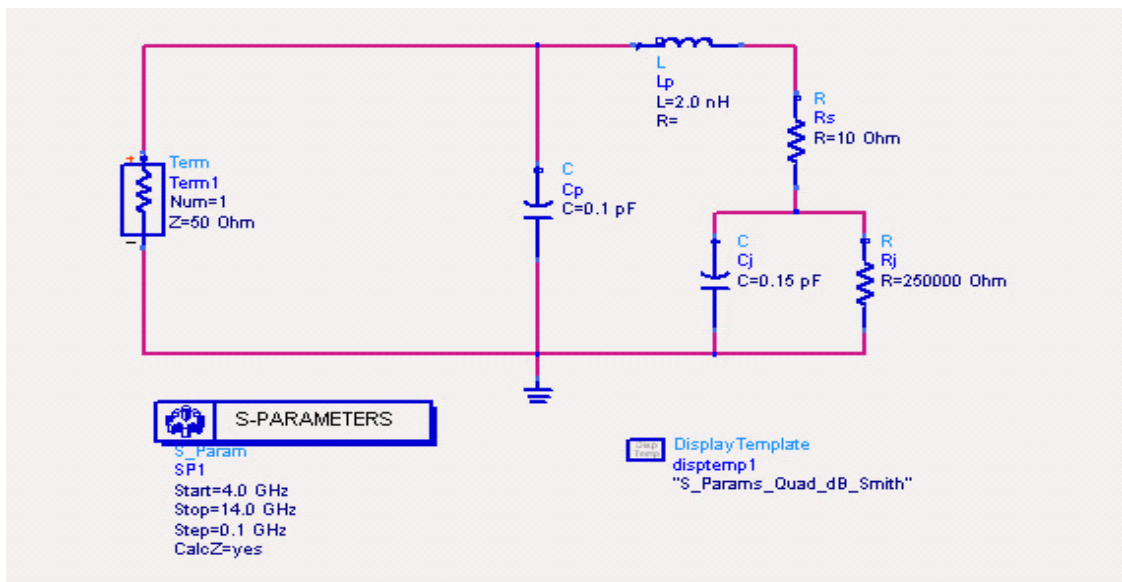 L
Lp
L=2.0 nH
R=
R
Rs
R=10 Ohm
+
Term
Term1
Num=1
Z=50 Ohm
–
C
Cp
C=0.1 pF
C
Cj
C=0.15 pF
R
Rj
R=250000 Ohm
S-PARAMETERS
S_Param
SP1
Start=4.0 GHz
Stop=14.0 GHz
Step=0.1 GHz
CalcZ=yes
Disp
Temp
DisplayTemplate
disptemp1
"S_Params_Quad_dB_Smith"